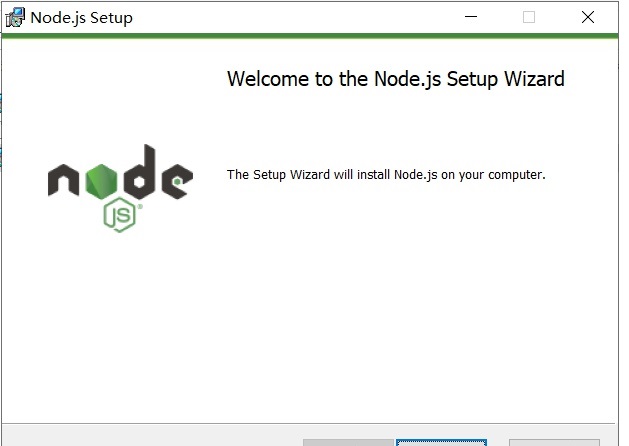 Node.js Setup
Welcome to the Node.js Setup Wizard
The Setup Wizard will install Node.js on your computer.
node
JS